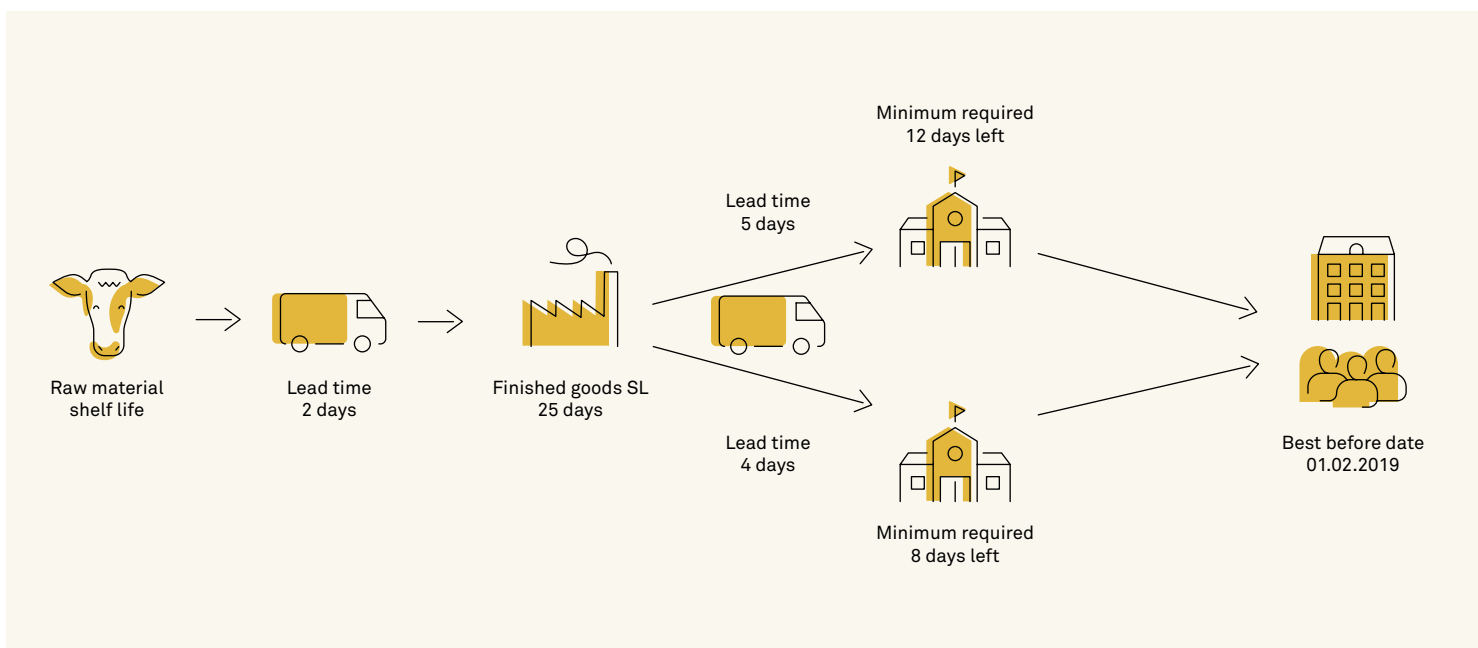 Minimum required
12 days left
Lead time
5 days
Raw material
shelf life
Lead time
2 days
Finished goods SL
25 days
Lead time
4 days
Best before date
01.02.2019
Minimum required
8 days left